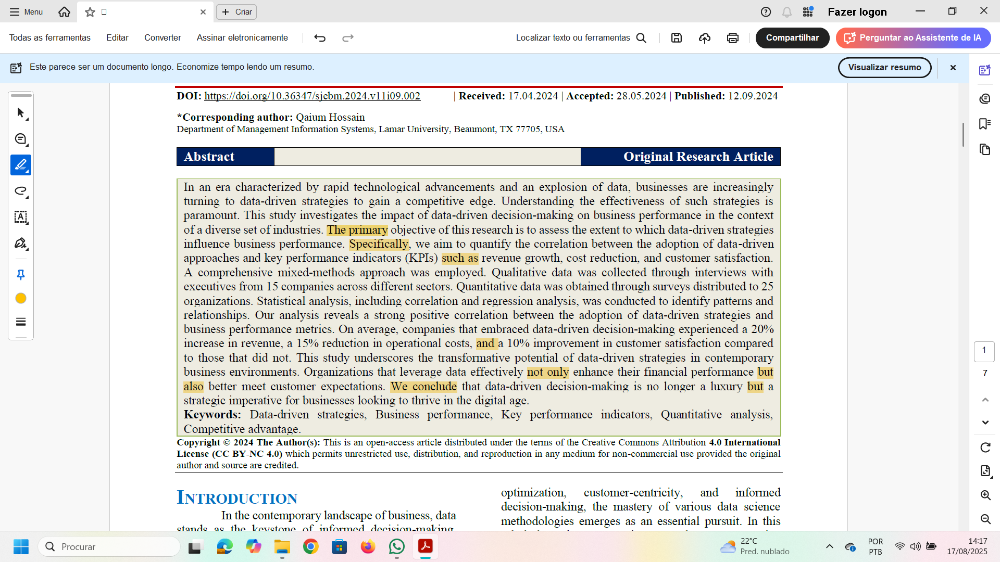 Menu
Criar
Fazer logon
Todas as ferramentas Editar Converter Assinar eletronicamente Localizar texto ou ferramentas Compartilhar Perguntar ao Assistente de IA
Este parece ser um documento longo. Economize tempo lendo um resumo. Visualizar resumo
DOI: https://doi.org/10.36347/sjebm.2024.v11i09.002 | Received: 17.04.2024 | Accepted: 28.05.2024 | Published: 12.09.2024
*Corresponding author: Qaium Hossain
Department of Management Information Systems, Lamar University, Beaumont, TX 77705, USA
Abstract Original Research Article
In an era characterized by rapid technological advancements and an explosion of data, businesses are increasingly
turning to data-driven strategies to gain a competitive edge. Understanding the effectiveness of such strategies is
paramount. This study investigates the impact of data-driven decision-making on business performance in the context
of a diverse set of industries. The primary objective of this research is to assess the extent to which data-driven strategies
influence business performance. Specifically, we aim to quantify the correlation between the adoption of data-driven
approaches and key performance indicators (KPIs) such as revenue growth, cost reduction, and customer satisfaction.
A comprehensive mixed-methods approach was employed. Qualitative data was collected through interviews with
executives from 15 companies across different sectors. Quantitative data was obtained through surveys distributed to 25
organizations. Statistical analysis, including correlation and regression analysis, was conducted to identify patterns and
relationships. Our analysis reveals a strong positive correlation between the adoption of data-driven strategies and
business performance metrics. On average, companies that embraced data-driven decision-making experienced a 20%
increase in revenue, a 15% reduction in operational costs, and a 10% improvement in customer satisfaction compared
to those that did not. This study underscores the transformative potential of data-driven strategies in contemporary
business environments. Organizations that leverage data effectively not only enhance their financial performance but
also better meet customer expectations. We conclude that data-driven decision-making is no longer a luxury but a
strategic imperative for businesses looking to thrive in the digital age.
Keywords: Data-driven strategies, Business performance, Key performance indicators, Quantitative analysis,
Competitive advantage.
Copyright © 2024 The Author(s): This is an open-access article distributed under the terms of the Creative Commons Attribution 4.0 International
License (CC BY-NC 4.0) which permits unrestricted use, distribution, and reproduction in any medium for non-commercial use provided the original
author and source are credited.
INTRODUCTION
In the contemporary landscape of business, data
stands as the keystone of informed decision-making,
optimization, customer-centricity, and informed
decision-making, the mastery of various data science
methodologies emerges as an essential pursuit. In this
1
7
Procurar
22°C
Pred. nublado
POR
PTB
14:17
17/08/2025